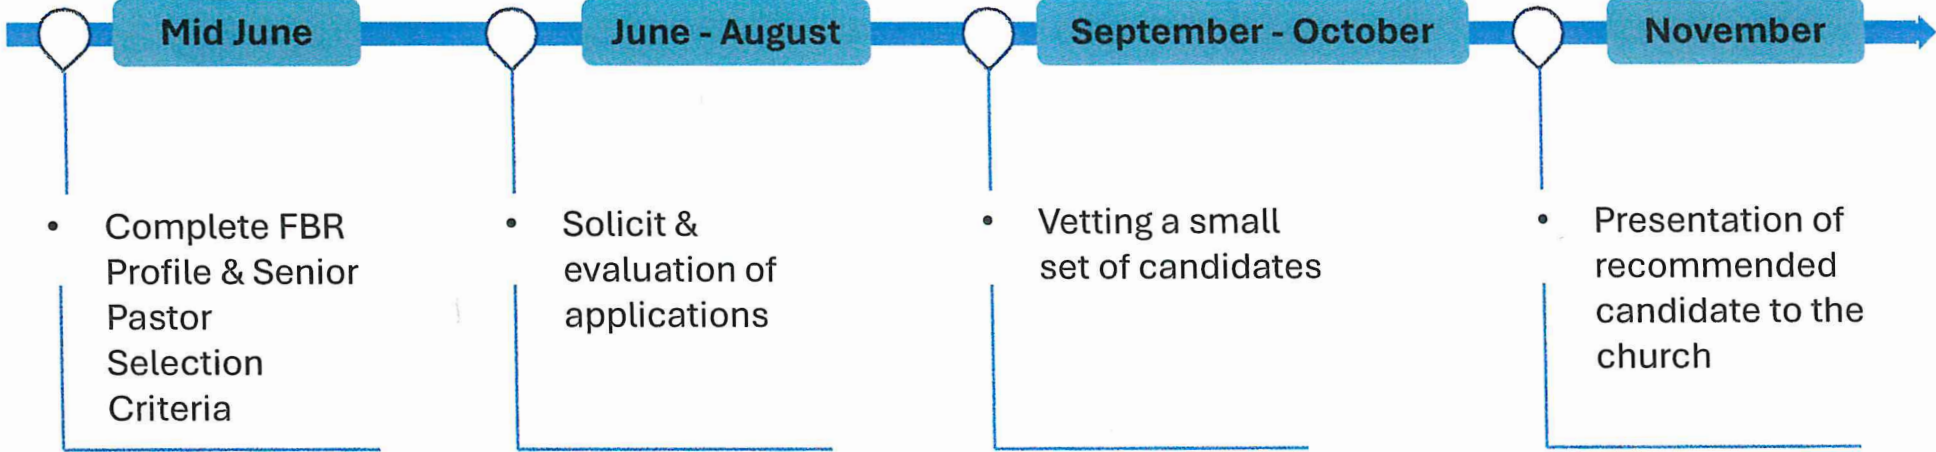 Mid June
June - August
September - October
November
• Complete FBR
Profile & Senior
Pastor
Selection
Criteria
• Solicit &
evaluation of
applications
• Vetting a small
set of candidates
• Presentation of
recommended
candidate to the
church